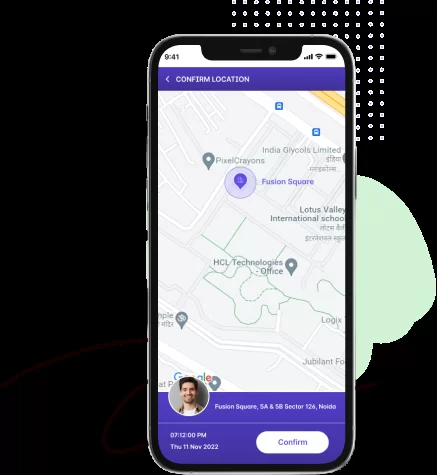 9:41
CONFIRM LOCATION
India Glycols Limited
इंडिया
PixelCrayons
ग्लाइकोल्स
Fusion Square
Lotus Valley
International school
लोटस वैली
इंटरनेशनल स्कूल
HCL Technologies
- Office
mple
मंदिर
Logix
Jubilant Fo
Google
at P
Fusion Square, 5A & 5B Sector 126, Noida
07:12:00 PM
Thu 11 Nov 2022
Confirm